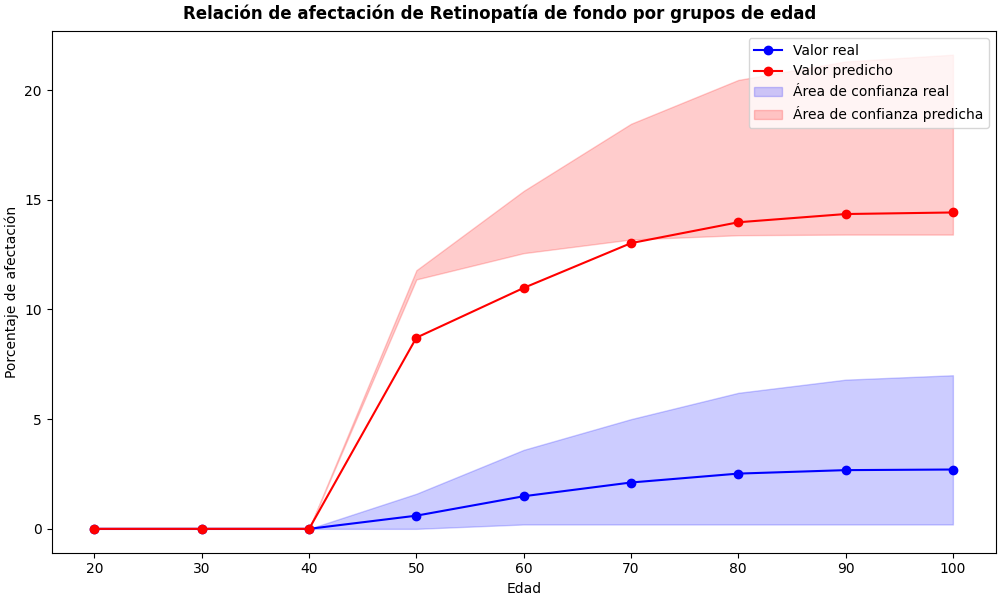 Relación de afectación de Retinopatía de fondo por grupos de edad
Valor real
Valor predicho
Área de confianza real
Área de confianza predicha
Porcentaje de afectación
20
15
10
5
0
20 30 40 50 60 70 80 90 100
Edad